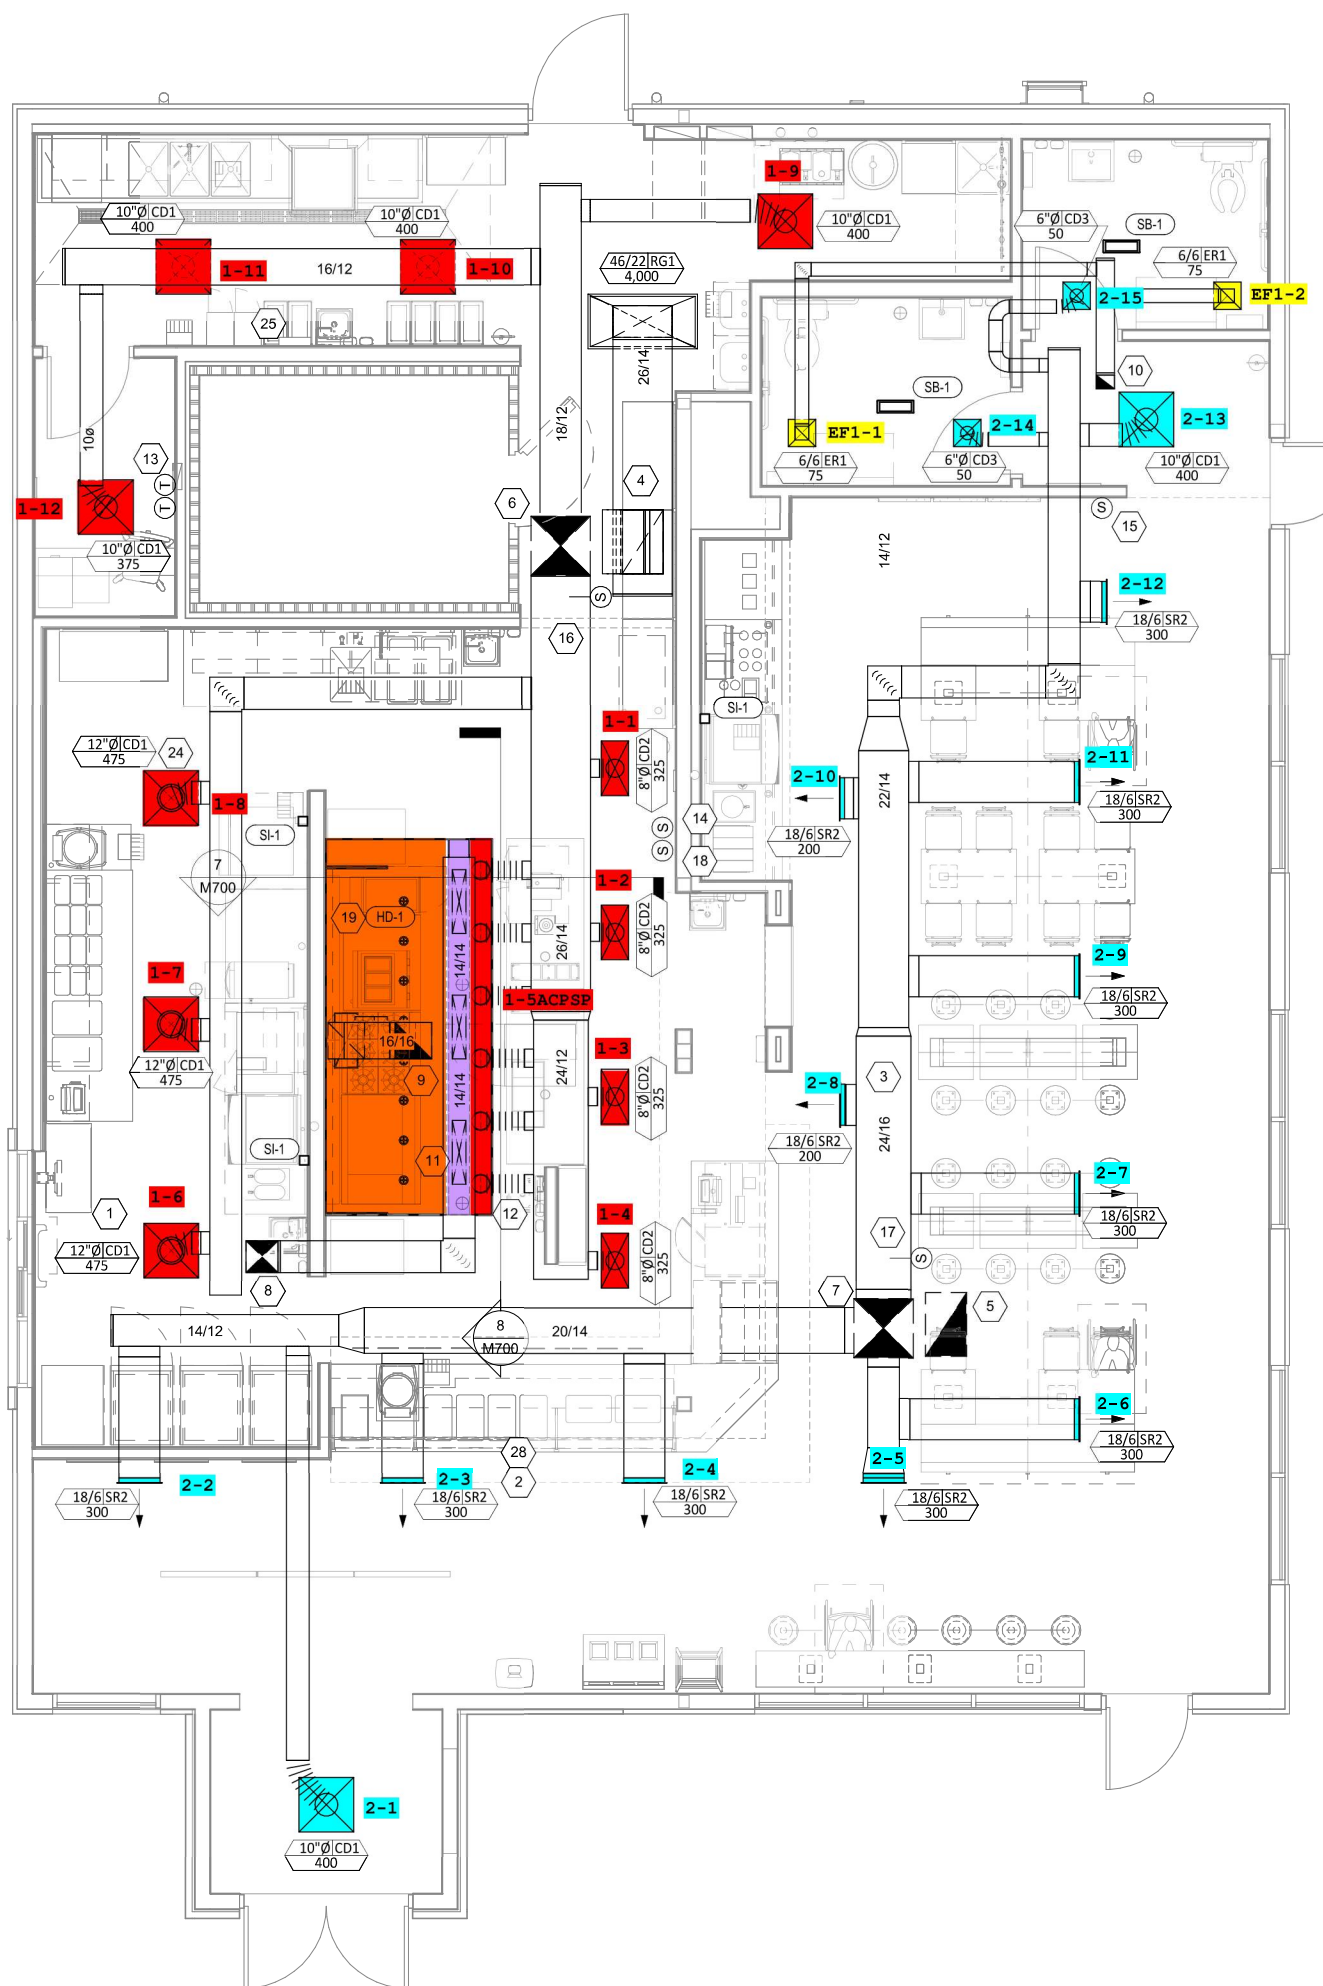 1-9
10"Ø CD1
400
10"Ø CD1
400
10"Ø CD1
400
6"Ø CD3
50
SB-1
6/6 ER1
75
1-11
16/12
1-10
46/22 RG1
4,000
2-15
EF1-2
25
26/14
10
SB-1
18/12
10ø
EF1-1
2-14
2-13
13
T
T
4
6/6 ER1
75
6"Ø CD3
50
10"Ø CD1
400
1-12
6
S
15
10"Ø CD1
375
14/12
S
2-12
16
18/6 SR2
300
SI-1
1-1
12"Ø CD1
475
24
8"Ø CD2
325
2-11
2-10
22/14
1-8
18/6 SR2
300
SI-1
S
14
18/6 SR2
200
S
18
7
M700
1-2
19
HD-1
8"Ø CD2
325
26/14
14/14
2-9
1-7
1-5ACPSP
18/6 SR2
300
16/16
24/12
1-3
12"Ø CD1
475
9
14/14
8"Ø CD2
325
3
2-8
24/16
18/6 SR2
200
11
SI-1
2-7
1-6
1
12
1-4
18/6 SR2
300
17
12"Ø CD1
475
8"Ø CD2
325
S
8
7
5
14/12
8
M700
20/14
2-6
28
18/6 SR2
300
2-2
2-3
2
2-4
2-5
18/6 SR2
300
18/6 SR2
300
18/6 SR2
300
18/6 SR2
300
2-1
10"Ø CD1
400